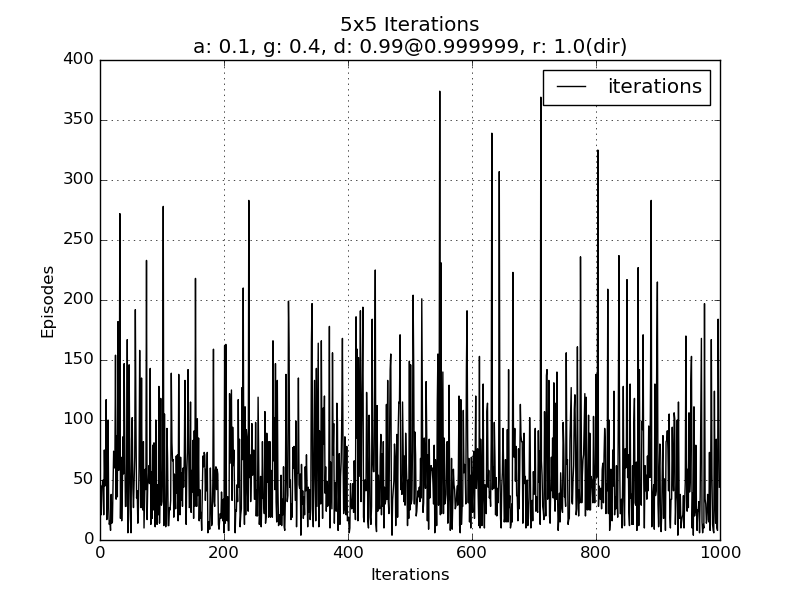 5x5 Iterations
a: 0.1, g: 0.4, d: 0.99@0.999999, r: 1.0(dir)
400
350
300
250
200
150
100
50
0
Episodes
iterations
0 200 400 600 800 1000
Iterations